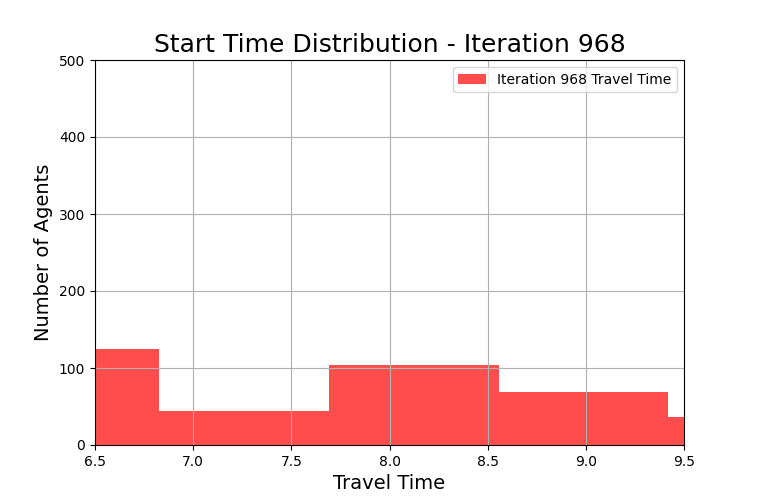 Start Time Distribution - Iteration 968
500
Iteration 968 Travel Time
400
300
200
100
0
Number of Agents
6.5 7.0 7.5 8.0 8.5 9.0 9.5
Travel Time